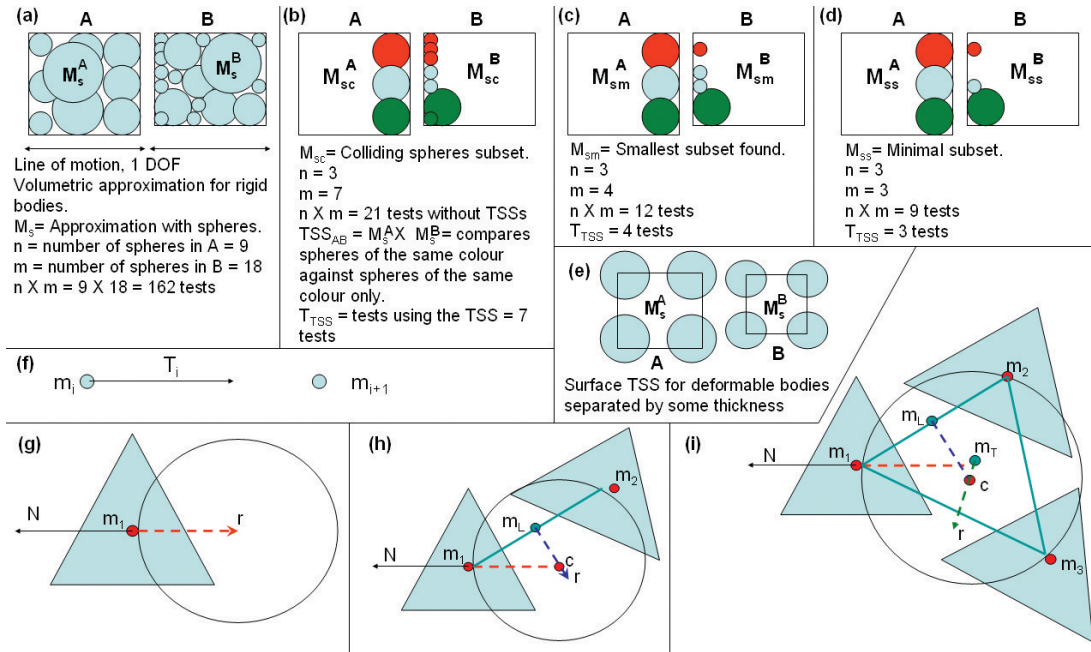 (a)
A
B
M_s^A
M_s^B
Line of motion, 1 DOF
Volumetric approximation for rigid
bodies.
M_s= Approximation with spheres.
n = number of spheres in A = 9
m = number of spheres in B = 18
n X m = 9 X 18 = 162 tests
(b)
A
B
M_sc^A
M_sc^B
M_sc= Colliding spheres subset.
n = 3
m = 7
n X m = 21 tests without TSSs
TSS_AB = M_s^A X M_s^B = compares
spheres of the same colour
against spheres of the same
colour only.
T_TSS = tests using the TSS = 7
tests
(c)
A
B
M_sm^A
M_sm^B
M_sm= Smallest subset found.
n = 3
m = 4
n X m = 12 tests
T_TSS = 4 tests
(d)
A
B
M_ss^A
M_ss^B
M_ss= Minimal subset.
n = 3
m = 3
n X m = 9 tests
T_TSS = 3 tests
(e)
M_s^A
M_s^B
A
B
Surface TSS for deformable bodies
separated by some thickness
(f)
T_i
m_i
m_i+1
(g)
N
m_1
r
(h)
N
m_1
m_L
m_2
c
r
(i)
N
m_1
m_L
m_2
m_T
c
r
m_3